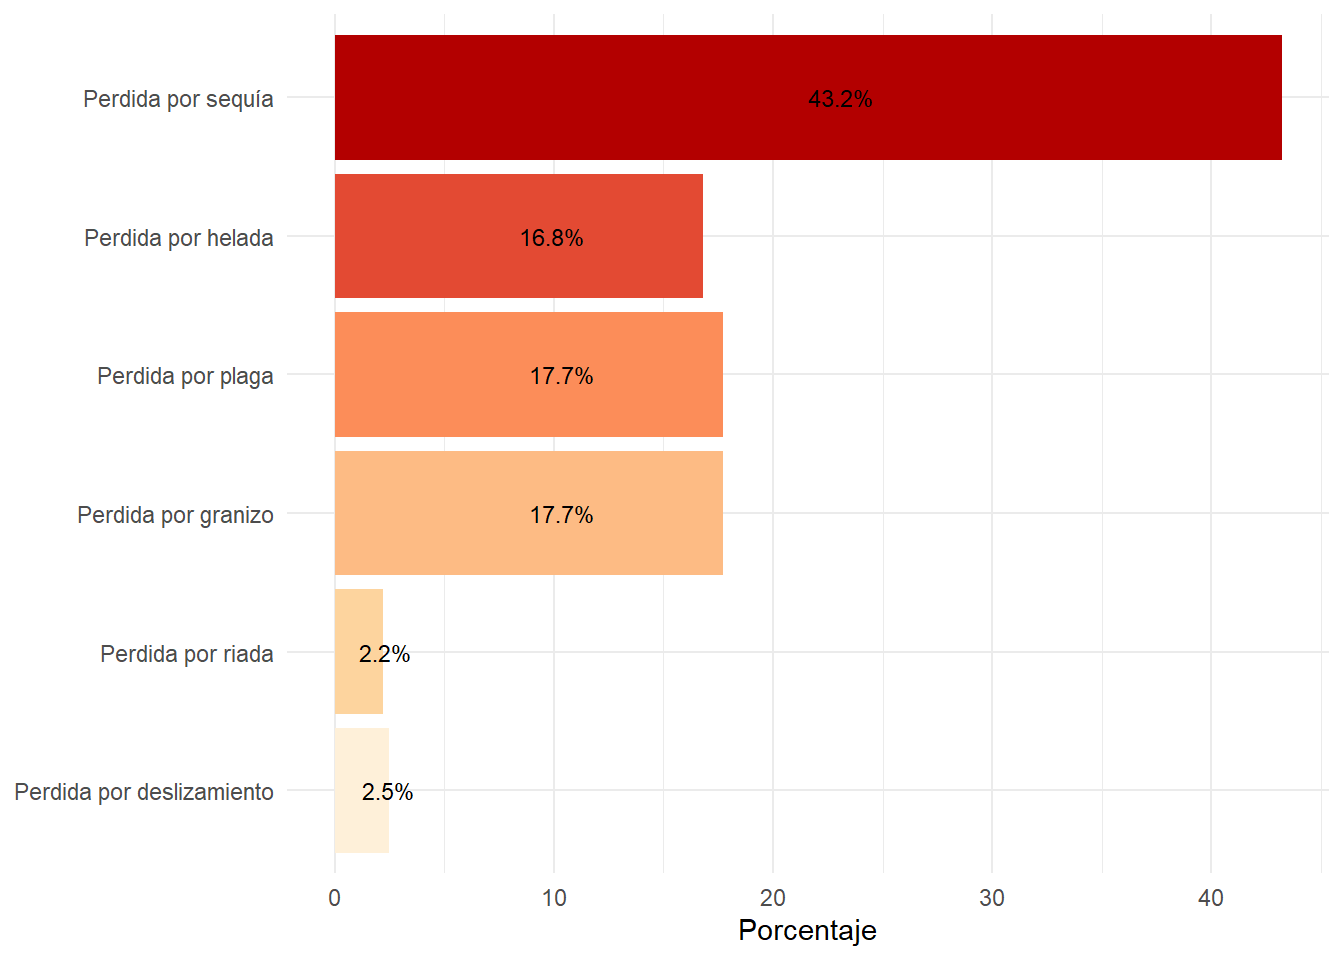 Perdida por sequía
43.2%
Perdida por helada
16.8%
Perdida por plaga
17.7%
Perdida por granizo
17.7%
Perdida por riada
2.2%
Perdida por deslizamiento
2.5%
0 10 20 30 40
Porcentaje